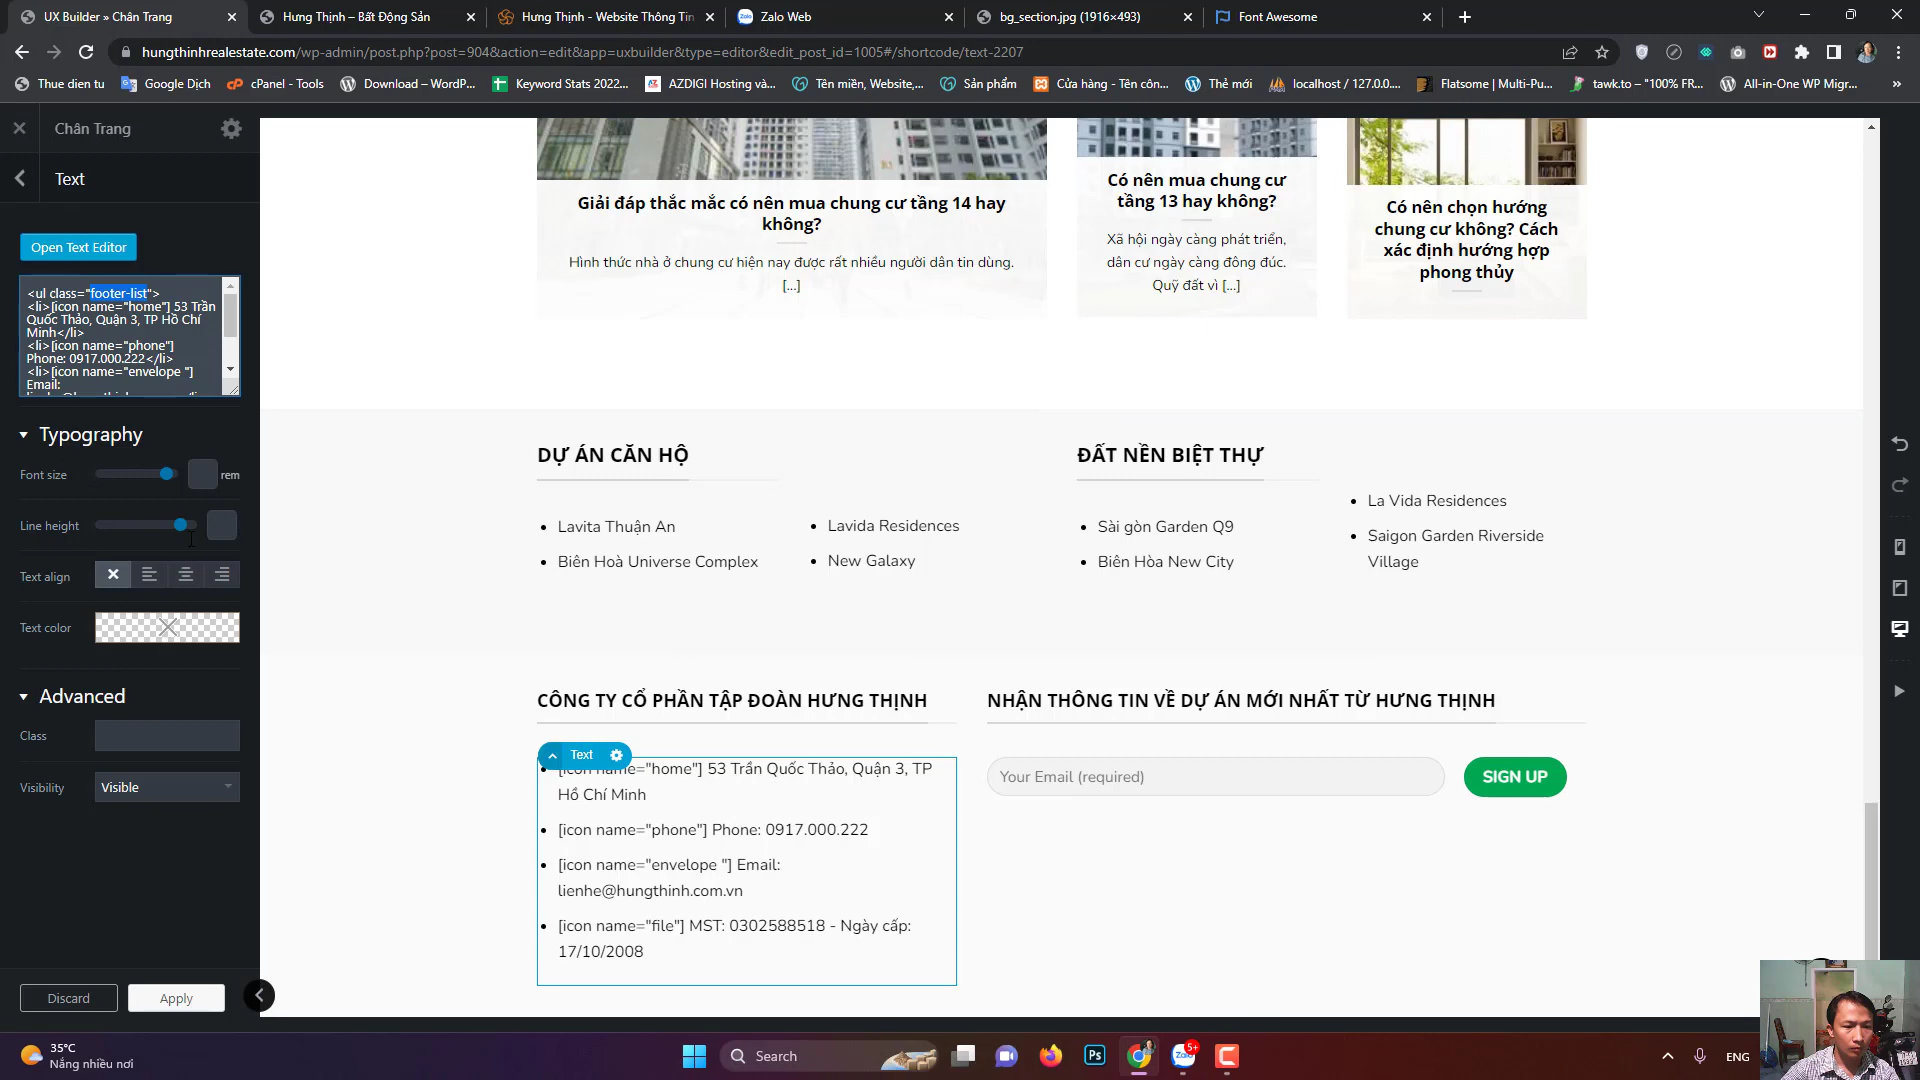 UX Builder » Chân Trang
Hưng Thịnh – Bất Động Sản
Hưng Thịnh - Website Thông Tin
Zalo Web
bg_section.jpg (1916×493)
Font Awesome
hungthinhrealestate.com/wp-admin/post.php?post=904&action=edit&app=uxbuilder&type=editor&edit_post_id=1005#/shortcode/text-2207
Thue dien tu
Google Dịch
cPanel - Tools
Download – WordP...
Keyword Stats 2022...
AZDIGI Hosting và...
Tên miền, Website,...
Sản phẩm
Cửa hàng - Tên côn...
Thẻ mới
localhost / 127.0.0....
Flatsome | Multi-Pu...
tawk.to – "100% FR...
All-in-One WP Migr...
»
Chân Trang
Text
Open Text Editor
<ul class="footer-list">
<li>[icon name="home"] 53 Trần
Quốc Thảo, Quận 3, TP Hồ Chí
Minh</li>
<li>[icon name="phone"]
Phone: 0917.000.222</li>
<li>[icon name="envelope "]
Email:
Typography
Font size
rem
Line height
Text align
Text color
Advanced
Class
Visibility
Visible
Discard
Apply
Giải đáp thắc mắc có nên mua chung cư tầng 14 hay
không?
Hình thức nhà ở chung cư hiện nay được rất nhiều người dân tin dùng.
[...]
Có nên mua chung cư
tầng 13 hay không?
Xã hội ngày càng phát triển,
dân cư ngày càng đông đúc.
Quỹ đất vì [...]
Có nên chọn hướng
chung cư không? Cách
xác định hướng hợp
phong thủy
DỰ ÁN CĂN HỘ
Lavita Thuận An
Biên Hoà Universe Complex
Lavida Residences
New Galaxy
ĐẤT NỀN BIỆT THỰ
Sài gòn Garden Q9
Biên Hòa New City
La Vida Residences
Saigon Garden Riverside
Village
CÔNG TY CỔ PHẦN TẬP ĐOÀN HƯNG THỊNH
Text
[icon name="home"] 53 Trần Quốc Thảo, Quận 3, TP
Hồ Chí Minh
[icon name="phone"] Phone: 0917.000.222
[icon name="envelope "] Email:
lienhe@hungthinh.com.vn
[icon name="file"] MST: 0302588518 - Ngày cấp:
17/10/2008
NHẬN THÔNG TIN VỀ DỰ ÁN MỚI NHẤT TỪ HƯNG THỊNH
Your Email (required)
SIGN UP
35°C
Nắng nhiều nơi
Search
Ps
Zalo
5+
ENG